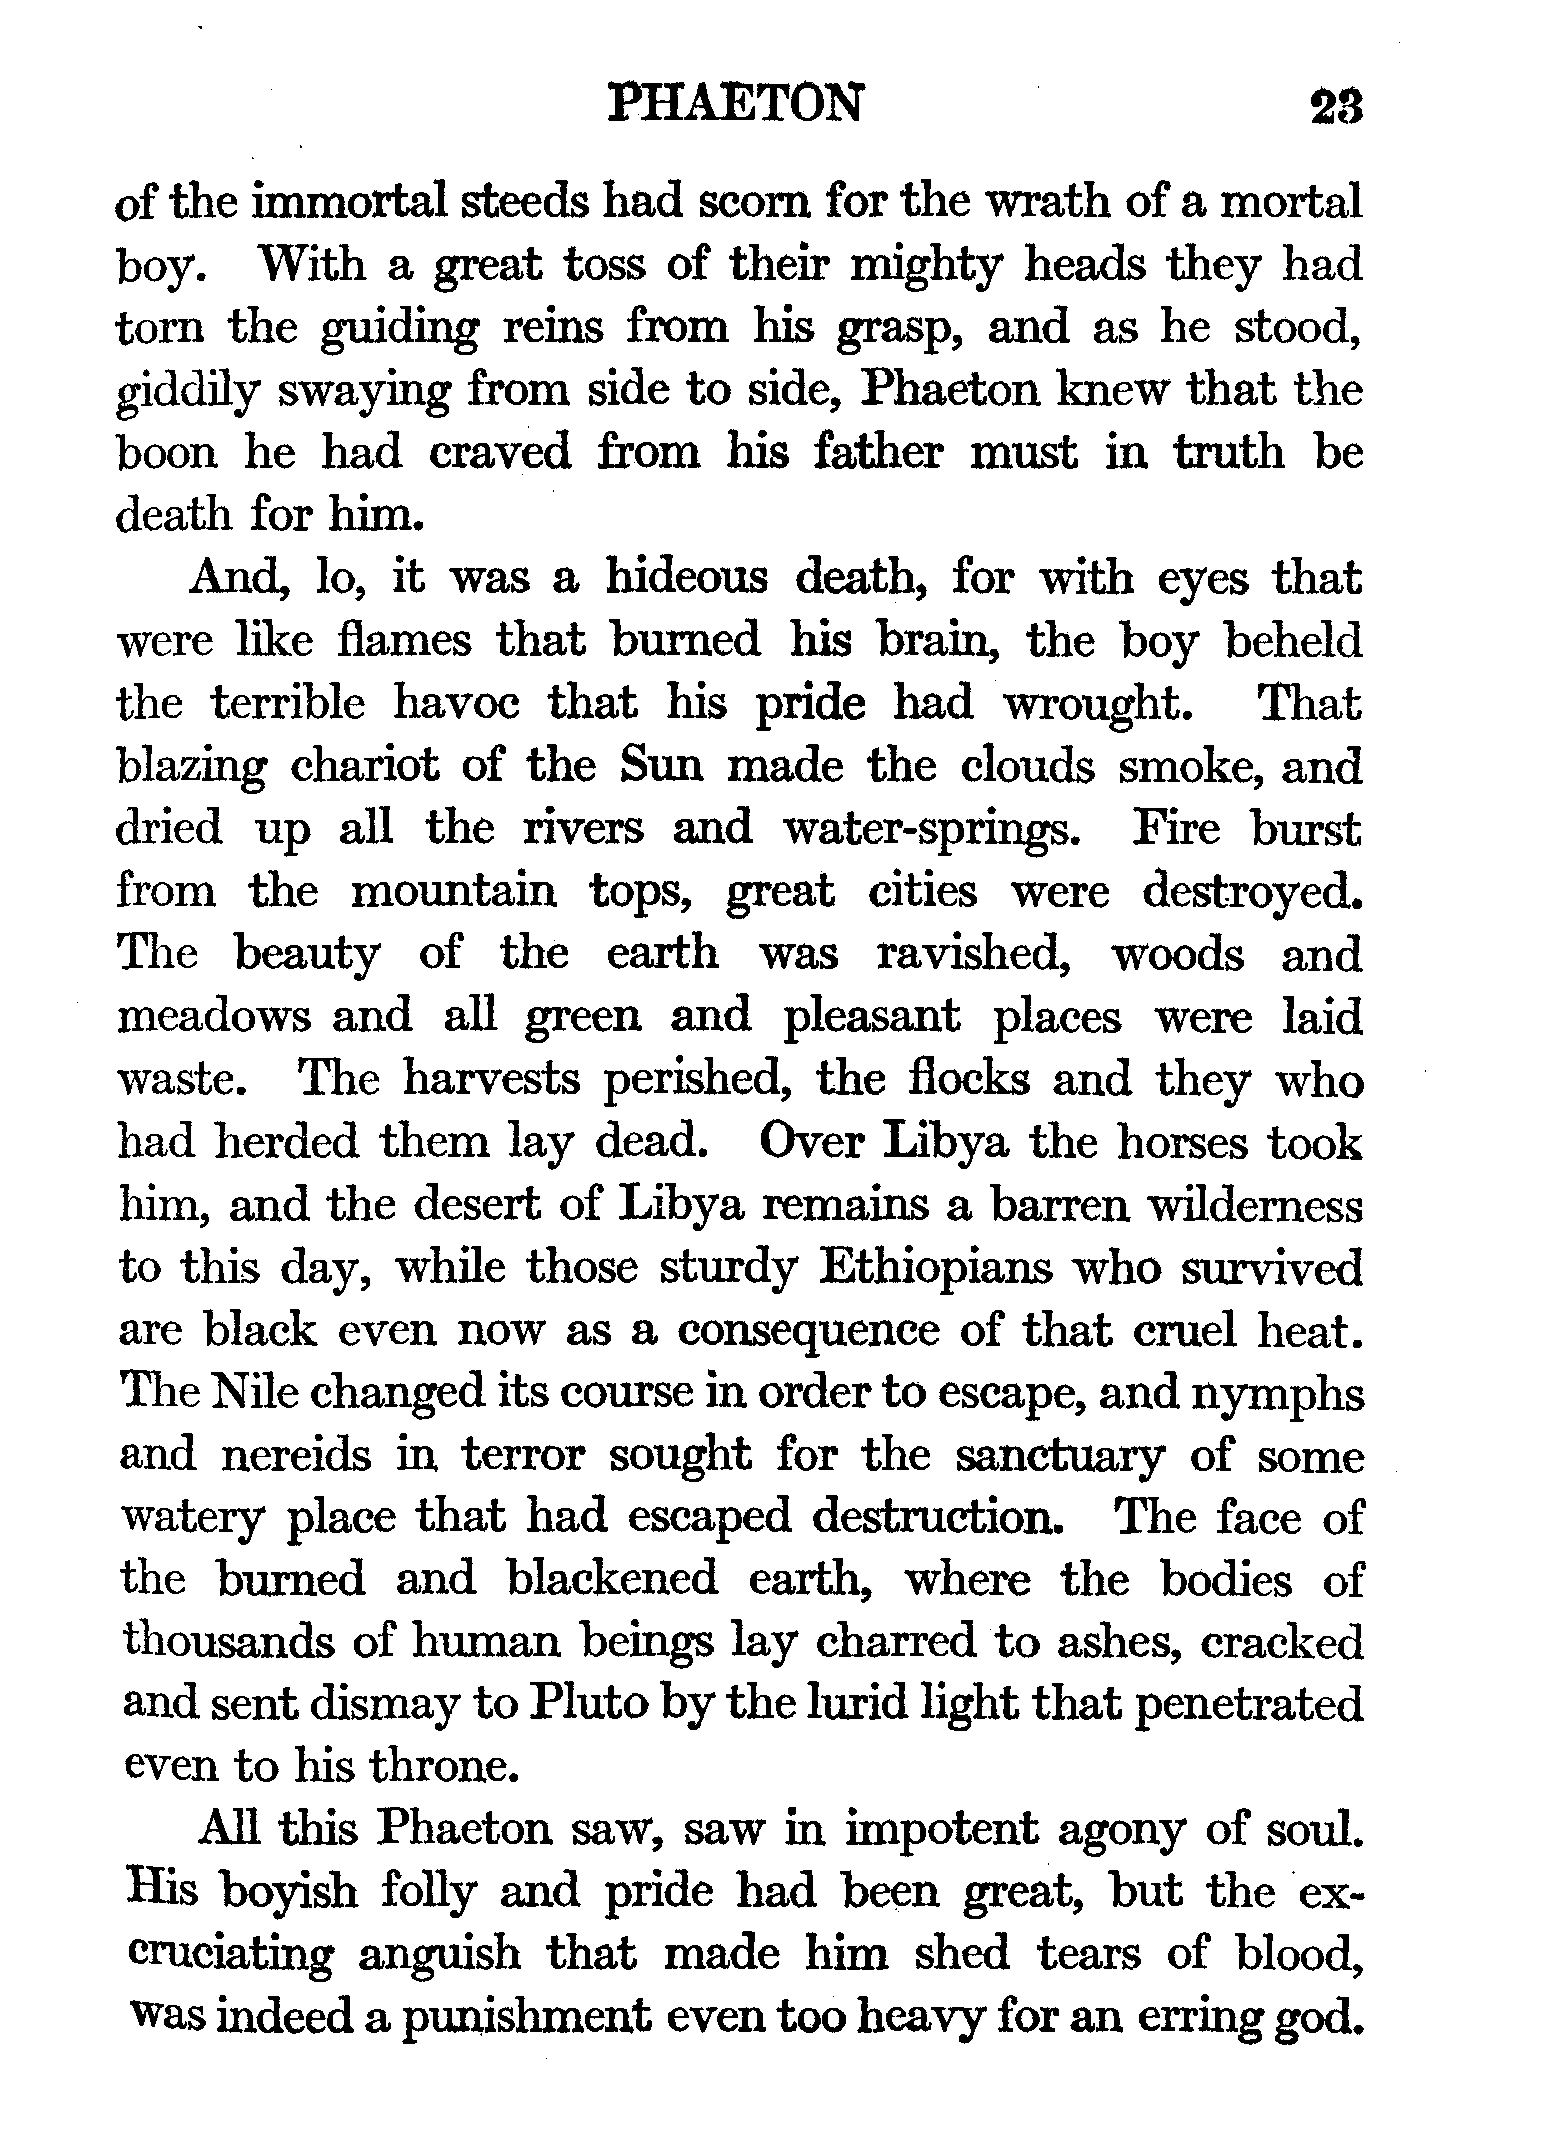 PHAETON 23
of the immortal steeds had scorn for the wrath of a mortal
boy. With a great toss of their mighty heads they had
torn the guiding reins from his grasp, and as he stood,
giddily swaying from side to side, Phaeton knew that the
boon he had craved from his father must in truth be
death for him.
And, lo, it was a hideous death, for with eyes that
were like flames that burned his brain, the boy beheld
the terrible havoc that his pride had wrought. That
blazing chariot of the Sun made the clouds smoke, and
dried up all the rivers and water-springs. Fire burst
from the mountain tops, great cities were destroyed.
The beauty of the earth was ravished, woods and
meadows and all green and pleasant places were laid
waste. The harvests perished, the flocks and they who
had herded them lay dead. Over Libya the horses took
him, and the desert of Libya remains a barren wilderness
to this day, while those sturdy Ethiopians who survived
are black even now as a consequence of that cruel heat.
The Nile changed its course in order to escape, and nymphs
and nereids in terror sought for the sanctuary of some
watery place that had escaped destruction. The face of
the burned and blackened earth, where the bodies of
thousands of human beings lay charred to ashes, cracked
and sent dismay to Pluto by the lurid light that penetrated
even to his throne.
All this Phaeton saw, saw in impotent agony of soul.
His boyish folly and pride had been great, but the ex-
cruciating anguish that made him shed tears of blood,
was indeed a punishment even too heavy for an erring god.